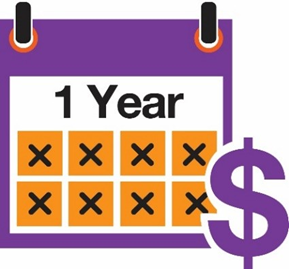 1 Year
× × × ×
× × × ×
$